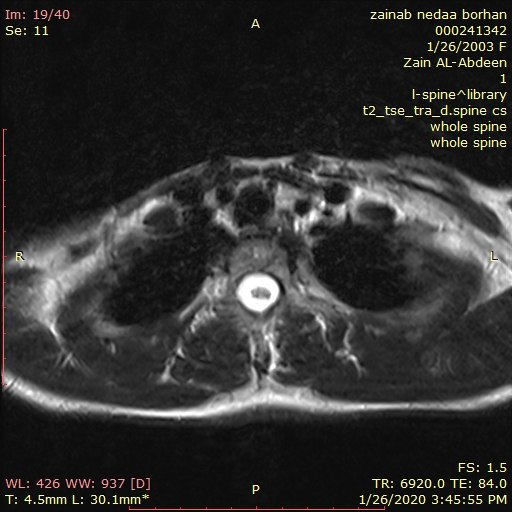 Im: 19/40
Se: 11
A
zainab nedaa borhan
000241342
1/26/2003 F
Zain AL-Abdeen
1
l-spine^library
t2_tse_tra_d.spine cs
whole spine
whole spine
R
L
WL: 426 WW: 937 [D]
T: 4.5mm L: 30.1mm*
P
FS: 1.5
TR: 6920.0 TE: 84.0
1/26/2020 3:45:55 PM